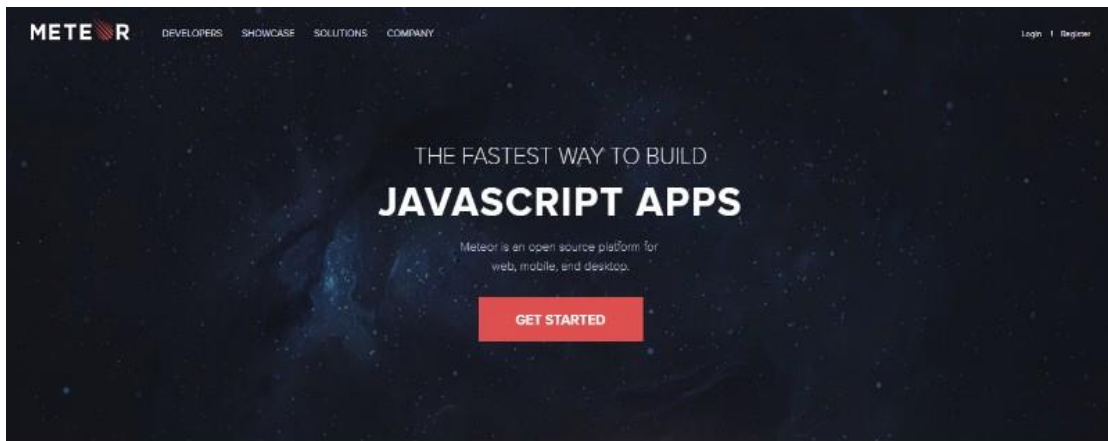 METEOR DEVELOPERS SHOWCASE SOLUTIONS COMPANY Login | Register
THE FASTEST WAY TO BUILD
JAVASCRIPT APPS
Meteor is an open source platform for
web, mobile, and desktop.
GET STARTED